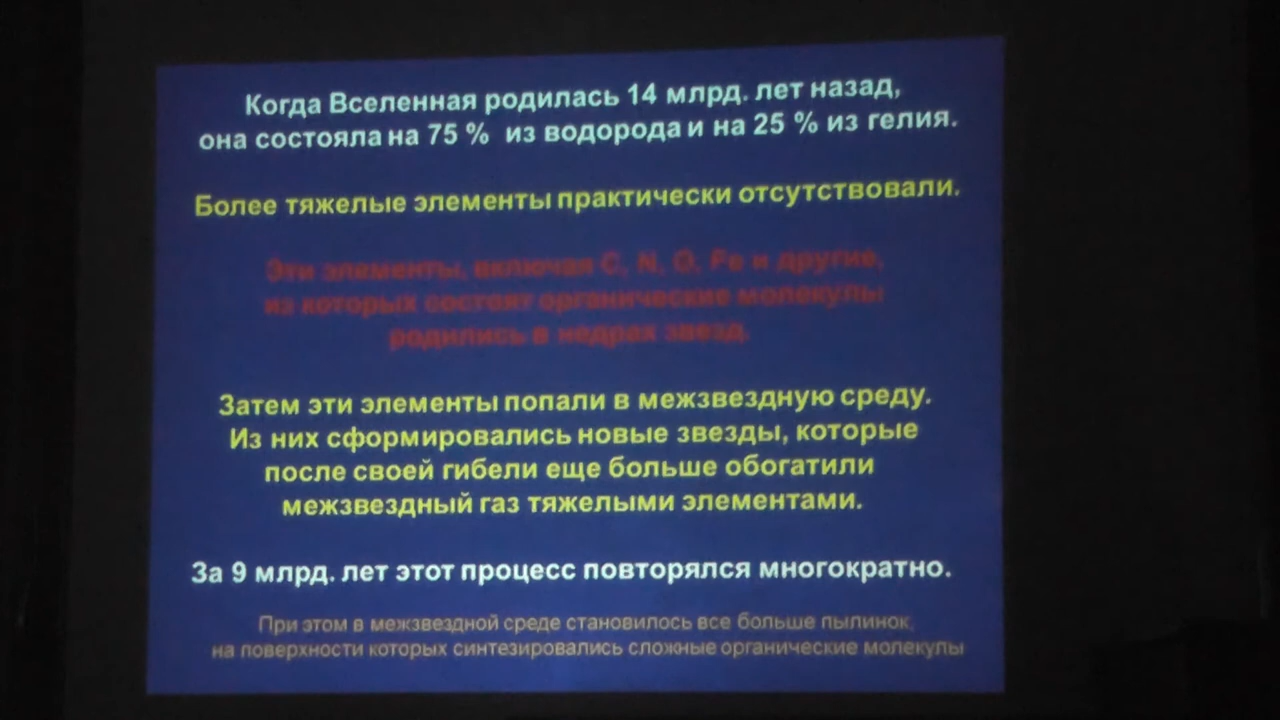 Когда Вселенная родилась 14 млрд. лет назад,
она состояла на 75 % из водорода и на 25 % из гелия.
Более тяжелые элементы практически отсутствовали.
Эти элементы, включая C, N, O, Fe и другие,
из которых состоят органические молекулы
родились в недрах звезд.
Затем эти элементы попали в межзвездную среду.
Из них сформировались новые звезды, которые
после своей гибели еще больше обогатили
межзвездный газ тяжелыми элементами.
За 9 млрд. лет этот процесс повторялся многократно.
При этом в межзвездной среде становилось все больше пылинок,
на поверхности которых синтезировались сложные органические молекулы